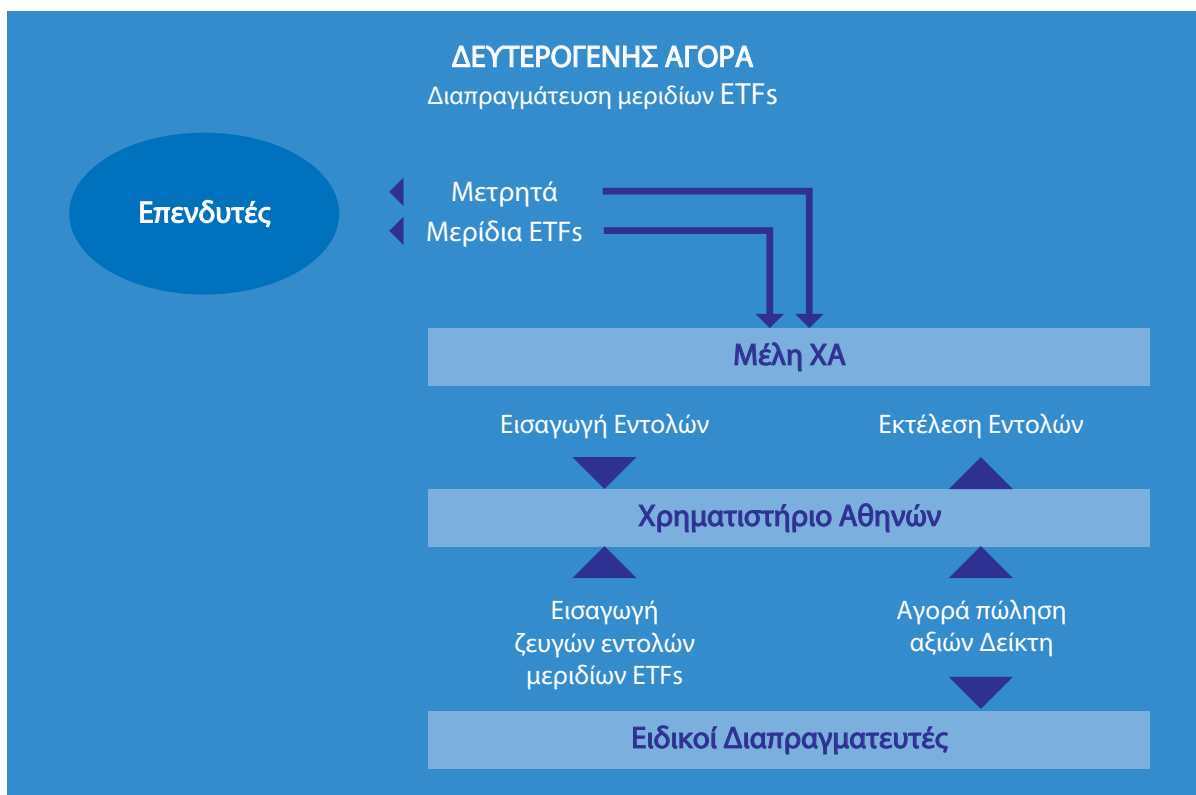 ΔΕΥΤΕΡΟΓΕΝΗΣ ΑΓΟΡΑ
Διαπραγμάτευση μεριδίων ETFs
Επενδυτές
Μετρητά
Μερίδια ETFs
Μέλη ΧΑ
Εισαγωγή Εντολών
Εκτέλεση Εντολών
Χρηματιστήριο Αθηνών
Εισαγωγή
ζευγών εντολών
μεριδίων ETFs
Αγορά πώληση
αξιών Δείκτη
Ειδικοί Διαπραγματευτές